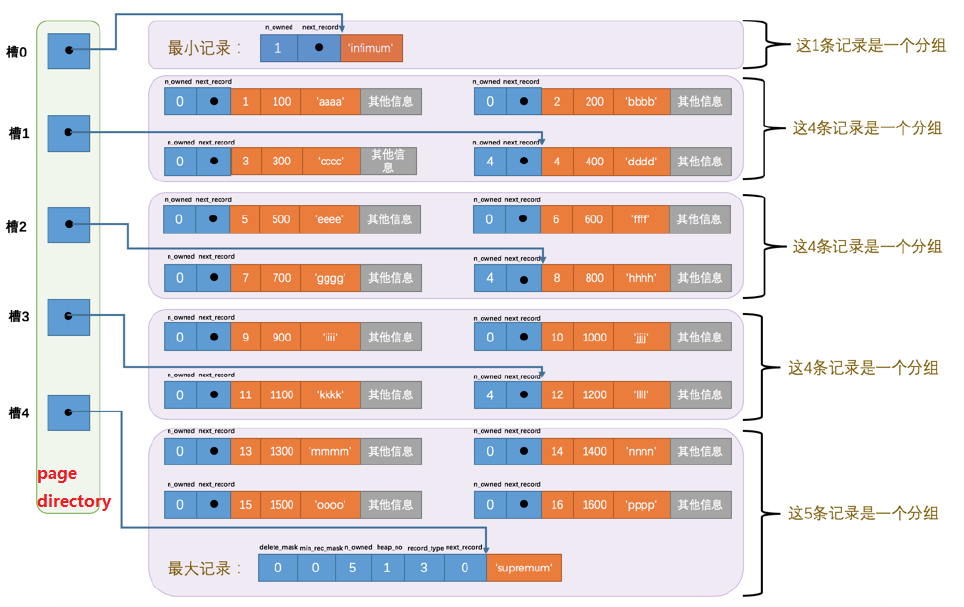 n_owned next_record
槽0
最小记录： 1 'infimum'
这1条记录是一个分组
n_owned next_record n_owned next_record
0 1 100 'aaaa' 其他信息 0 2 200 'bbbb' 其他信息
槽1
这4条记录是一个分组
n_owned next_record n_owned next_record
0 3 300 'cccc' 其他信
息 4 4 400 'dddd' 其他信息
n_owned next_record n_owned next_record
槽2
0 5 500 'eeee' 其他信息 0 6 600 'ffff' 其他信息
这4条记录是一个分组
n_owned next_record n_owned next_record
0 7 700 'gggg' 其他信息 4 8 800 'hhhh' 其他信息
槽3
n_owned next_record n_owned next_record
0 9 900 'iiii' 其他信息 0 10 1000 'jjjj' 其他信息
这4条记录是一个分组
n_owned next_record n_owned next_record
0 11 1100 'kkkk' 其他信息 4 12 1200 'llll' 其他信息
槽4
n_owned next_record n_owned next_record
0 13 1300 'mmmm' 其他信息 0 14 1400 'nnnn' 其他信息
page
directory
n_owned next_record n_owned next_record
0 15 1500 'oooo' 其他信息 0 16 1600 'pppp' 其他信息
这5条记录是一个分组
delete_mask min_rec_mask n_owned heap_no record_type next_record
最大记录： 0 0 5 1 3 0 'supremum'